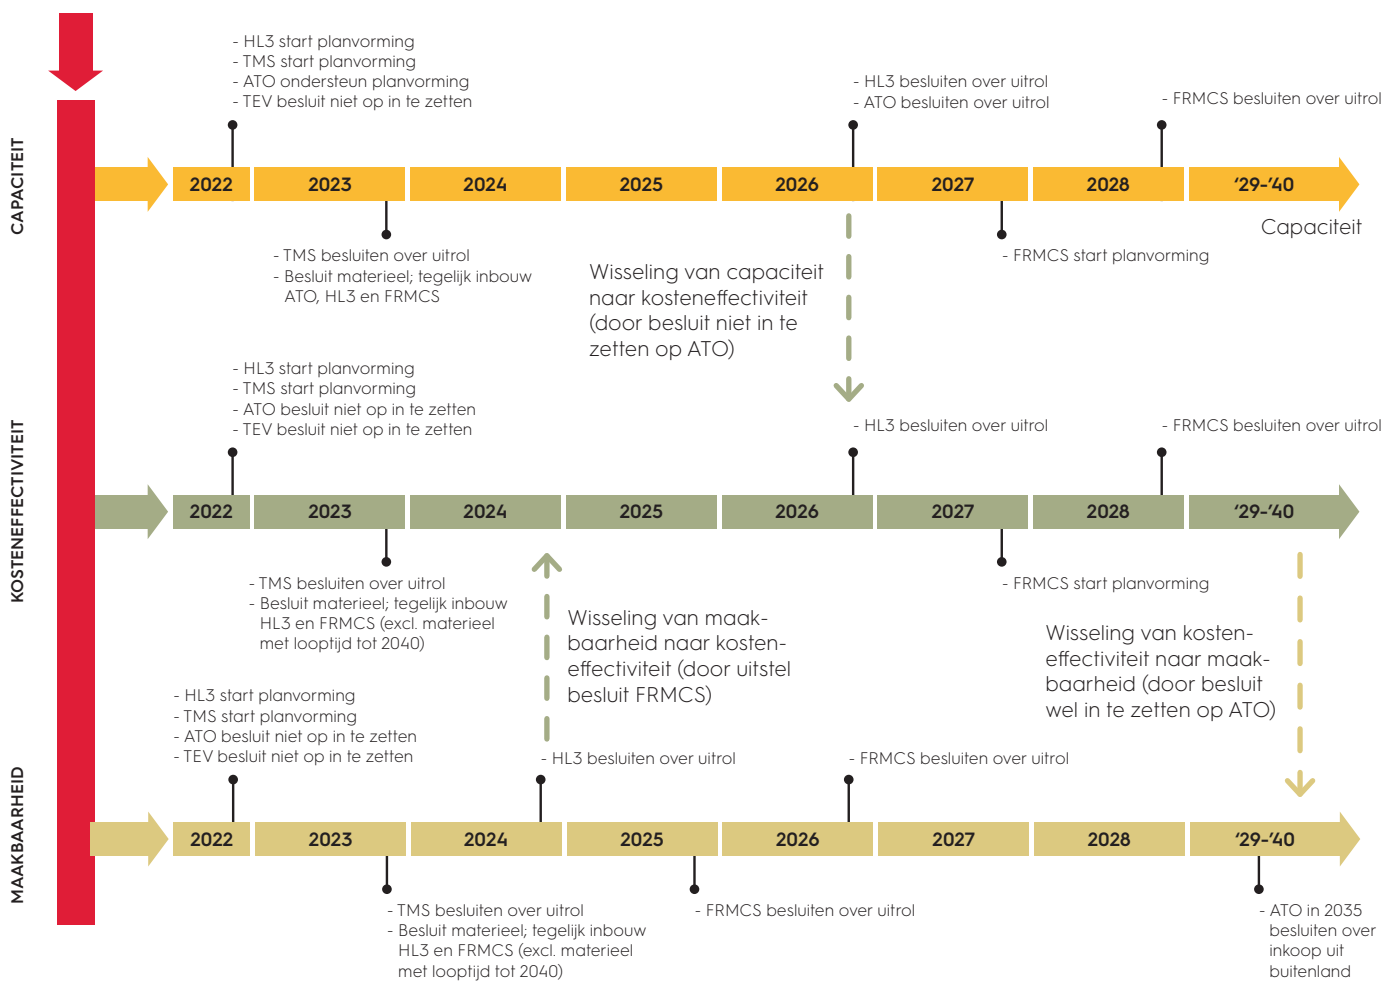 CAPACITEIT
- HL3 start planvorming
- TMS start planvorming
- ATO ondersteun planvorming
- TEV besluit niet op in te zetten
- HL3 besluiten over uitrol
- ATO besluiten over uitrol
- FRMCS besluiten over uitrol
2022 2023 2024 2025 2026 2027 2028 ‘29-’40
Capaciteit
- TMS besluiten over uitrol
- Besluit materieel; tegelijk inbouw
ATO, HL3 en FRMCS
- FRMCS start planvorming
Wisseling van capaciteit
naar kosteneffectiviteit
(door besluit niet in te
zetten op ATO)
KOSTENEFFECTIVITEIT
- HL3 start planvorming
- TMS start planvorming
- ATO besluit niet op in te zetten
- TEV besluit niet op in te zetten
- HL3 besluiten over uitrol
- FRMCS besluiten over uitrol
2022 2023 2024 2025 2026 2027 2028 ‘29-’40
- TMS besluiten over uitrol
- Besluit materieel; tegelijk inbouw
HL3 en FRMCS (excl. materieel
met looptijd tot 2040)
- FRMCS start planvorming
Wisseling van maak-
baarheid naar kosten-
effectiviteit (door uitstel
besluit FRMCS)
Wisseling van kosten-
effectiviteit naar maak-
baarheid (door besluit
wel in te zetten op ATO)
MAAKBAARHEID
- HL3 start planvorming
- TMS start planvorming
- ATO besluit niet op in te zetten
- TEV besluit niet op in te zetten
- HL3 besluiten over uitrol
- FRMCS besluiten over uitrol
2022 2023 2024 2025 2026 2027 2028 ‘29-’40
- TMS besluiten over uitrol
- Besluit materieel; tegelijk inbouw
HL3 en FRMCS (excl. materieel
met looptijd tot 2040)
- FRMCS besluiten over uitrol
- ATO in 2035
besluiten over
inkoop uit
buitenland